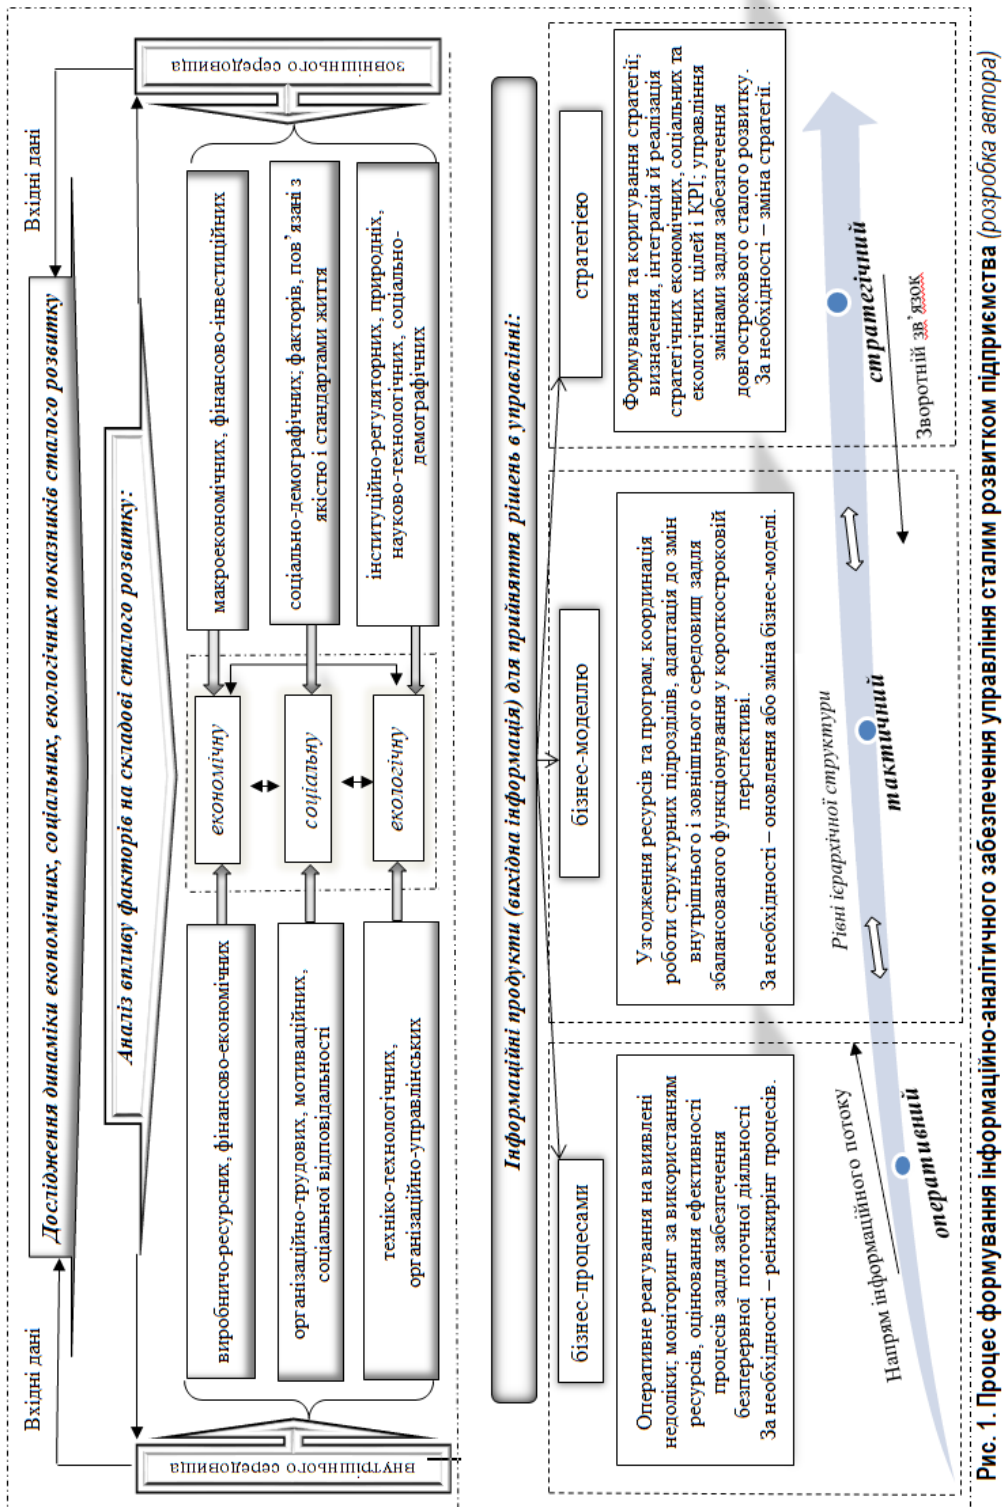 Вхідні дані
Вхідні дані
Дослідження динаміки економічних, соціальних, екологічних показників сталого розвитку
Аналіз впливу факторів на складові сталого розвитку:
внутрішнього середовища
зовнішнього середовища
виробничо-ресурсних, фінансово-економічних
економічну
макроекономічних, фінансово-інвестиційних
організаційно-трудових, мотиваційних,
соціальної відповідальності
соціальну
соціально-демографічних, факторів, пов’язані з
якістю і стандартами життя
техніко-технологічних,
організаційно-управлінських
екологічну
інституційно-регуляторних, природніх,
науково-технологічних, соціально-
демографічних
Інформаційні продукти (вихідна інформація) для прийняття рішень в управлінні:
бізнес-процесами
бізнес-моделлю
стратегією
Оперативне реагування на виявлені
недоліки; моніторинг за використанням
ресурсів, оцінювання ефективності
процесів задля забезпечення
безперервної поточної діяльності
За необхідності – реінжирінг процесів.
Узгодження ресурсів та програм; координація
роботи структурних підрозділів, адаптація до змін
внутрішнього і зовнішнього середовищ задля
збалансованого функціонування у короткостроковій
перспективі.
За необхідності – оновлення або зміна бізнес-моделі.
Формування та коригування стратегії;
визначення, інтеграція й реалізація
стратегічних економічних, соціальних та
екологічних цілей і KPI; управління
змінами задля забезпечення
довгострокового сталого розвитку.
За необхідності – зміна стратегії.
Напрям інформаційного потоку
Рівні ієрархічної структури
оперативний
тактичний
стратегічний
Зворотній зв’язок
Рис. 1. Процес формування інформаційно-аналітичного забезпечення управління сталим розвитком підприємства (розробка автора)